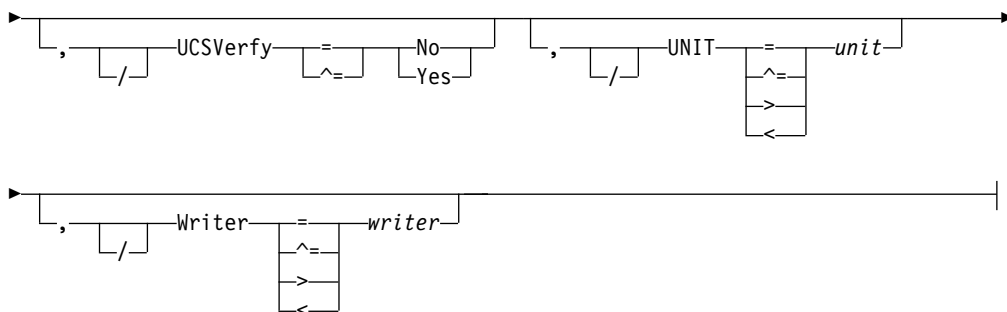 , / UCSVerfy = No , / UNIT = unit
^= Yes ^=
>
<
, / Writer = writer
^=
>
<